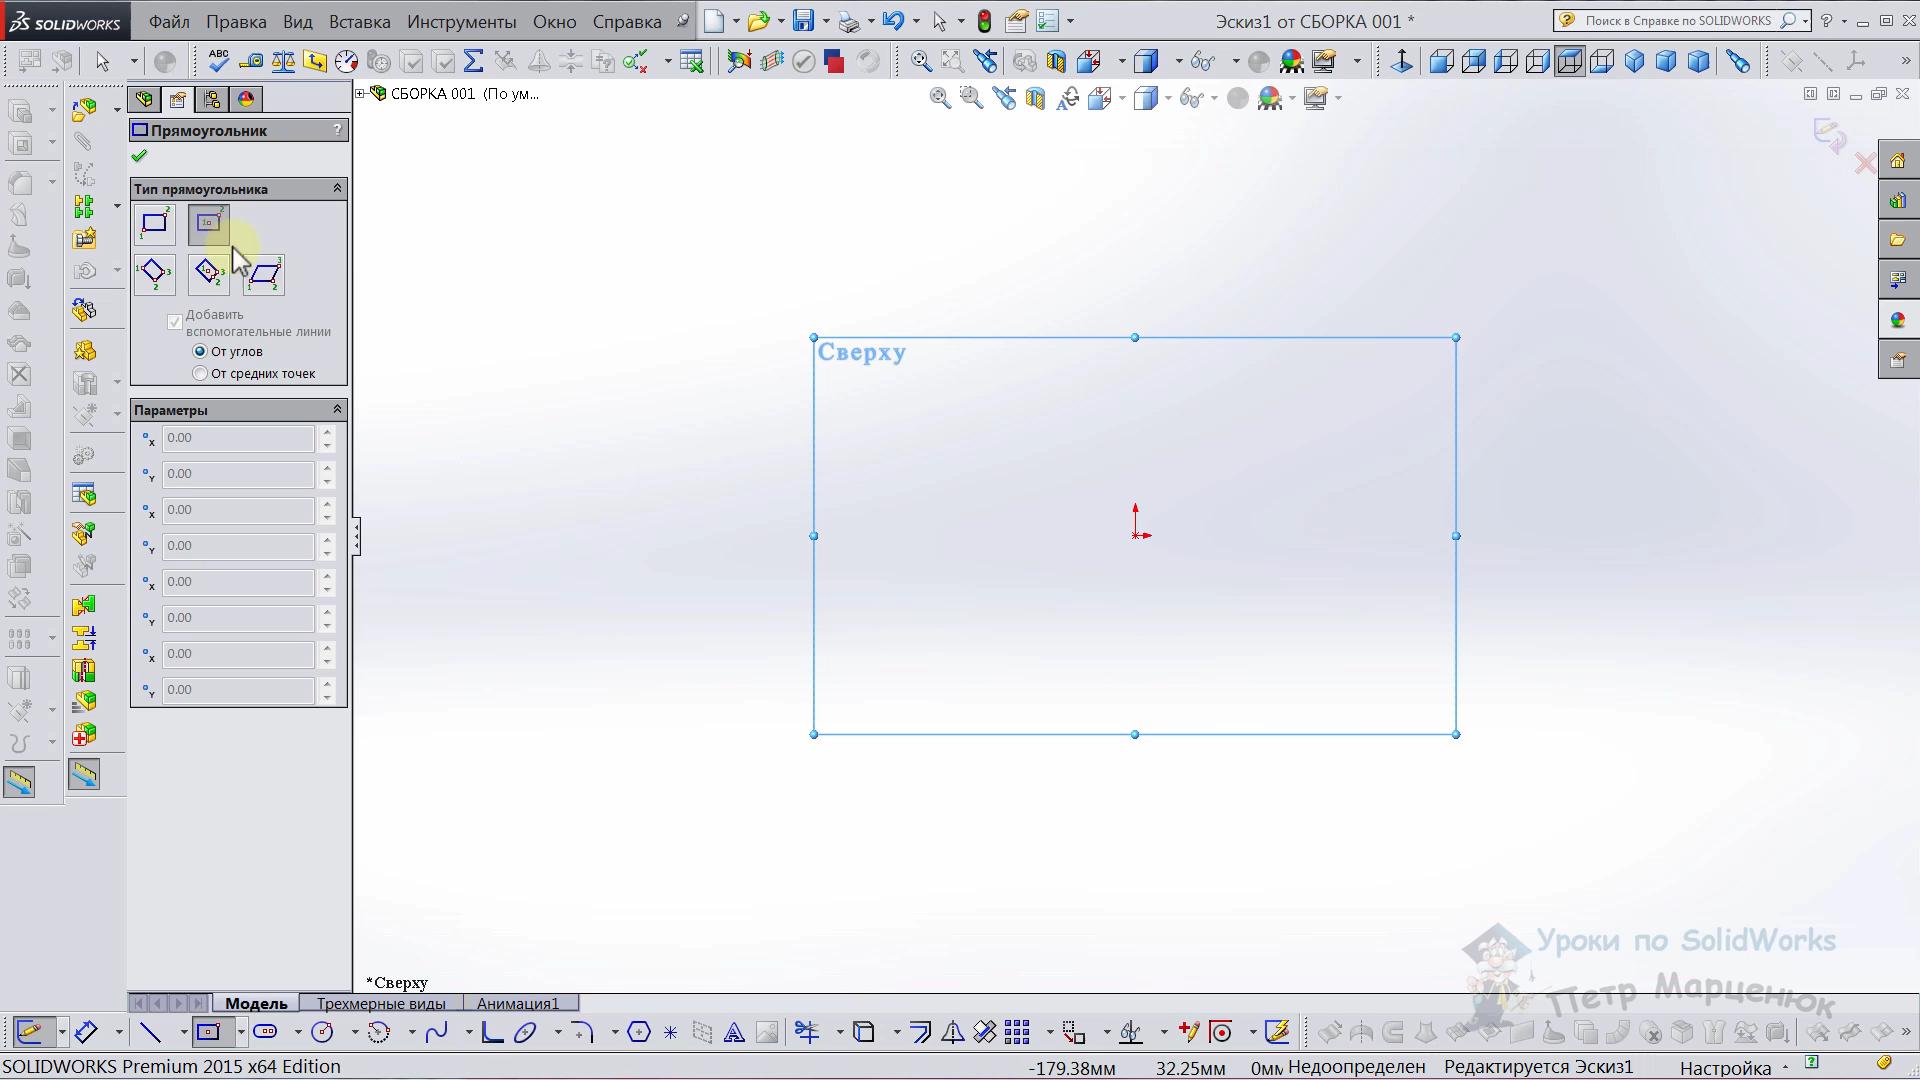 SOLIDWORKS
Файл Правка Вид Вставка Инструменты Окно Справка
Эскиз1 от СБОРКА 001 *
Поиск в Справке по SOLIDWORKS
СБОРКА 001 (По ум...
Прямоугольник
?
Тип прямоугольника
Добавить
вспомогательные линии
От углов
От средних точек
Параметры
X 0.00
Y 0.00
X 0.00
Y 0.00
X 0.00
Y 0.00
X 0.00
Y 0.00
Сверху
*Сверху
Уроки по SolidWorks
Петр Марценюк
Модель Трехмерные виды Анимация1
SOLIDWORKS Premium 2015 x64 Edition
-179.38мм 32.25мм 0мм Недоопределен Редактируется Эскиз1 Настройка